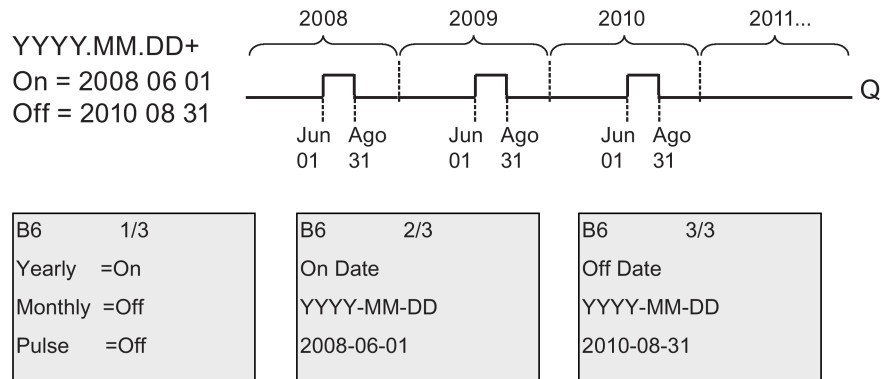 2008 2009 2010 2011...
YYYY.MM.DD+
On = 2008 06 01
Off = 2010 08 31
Q
Jun Ago Jun Ago Jun Ago
01 31 01 31 01 31
B6 1/3
Yearly =On
Monthly =Off
Pulse =Off
B6 2/3
On Date
YYYY-MM-DD
2008-06-01
B6 3/3
Off Date
YYYY-MM-DD
2010-08-31